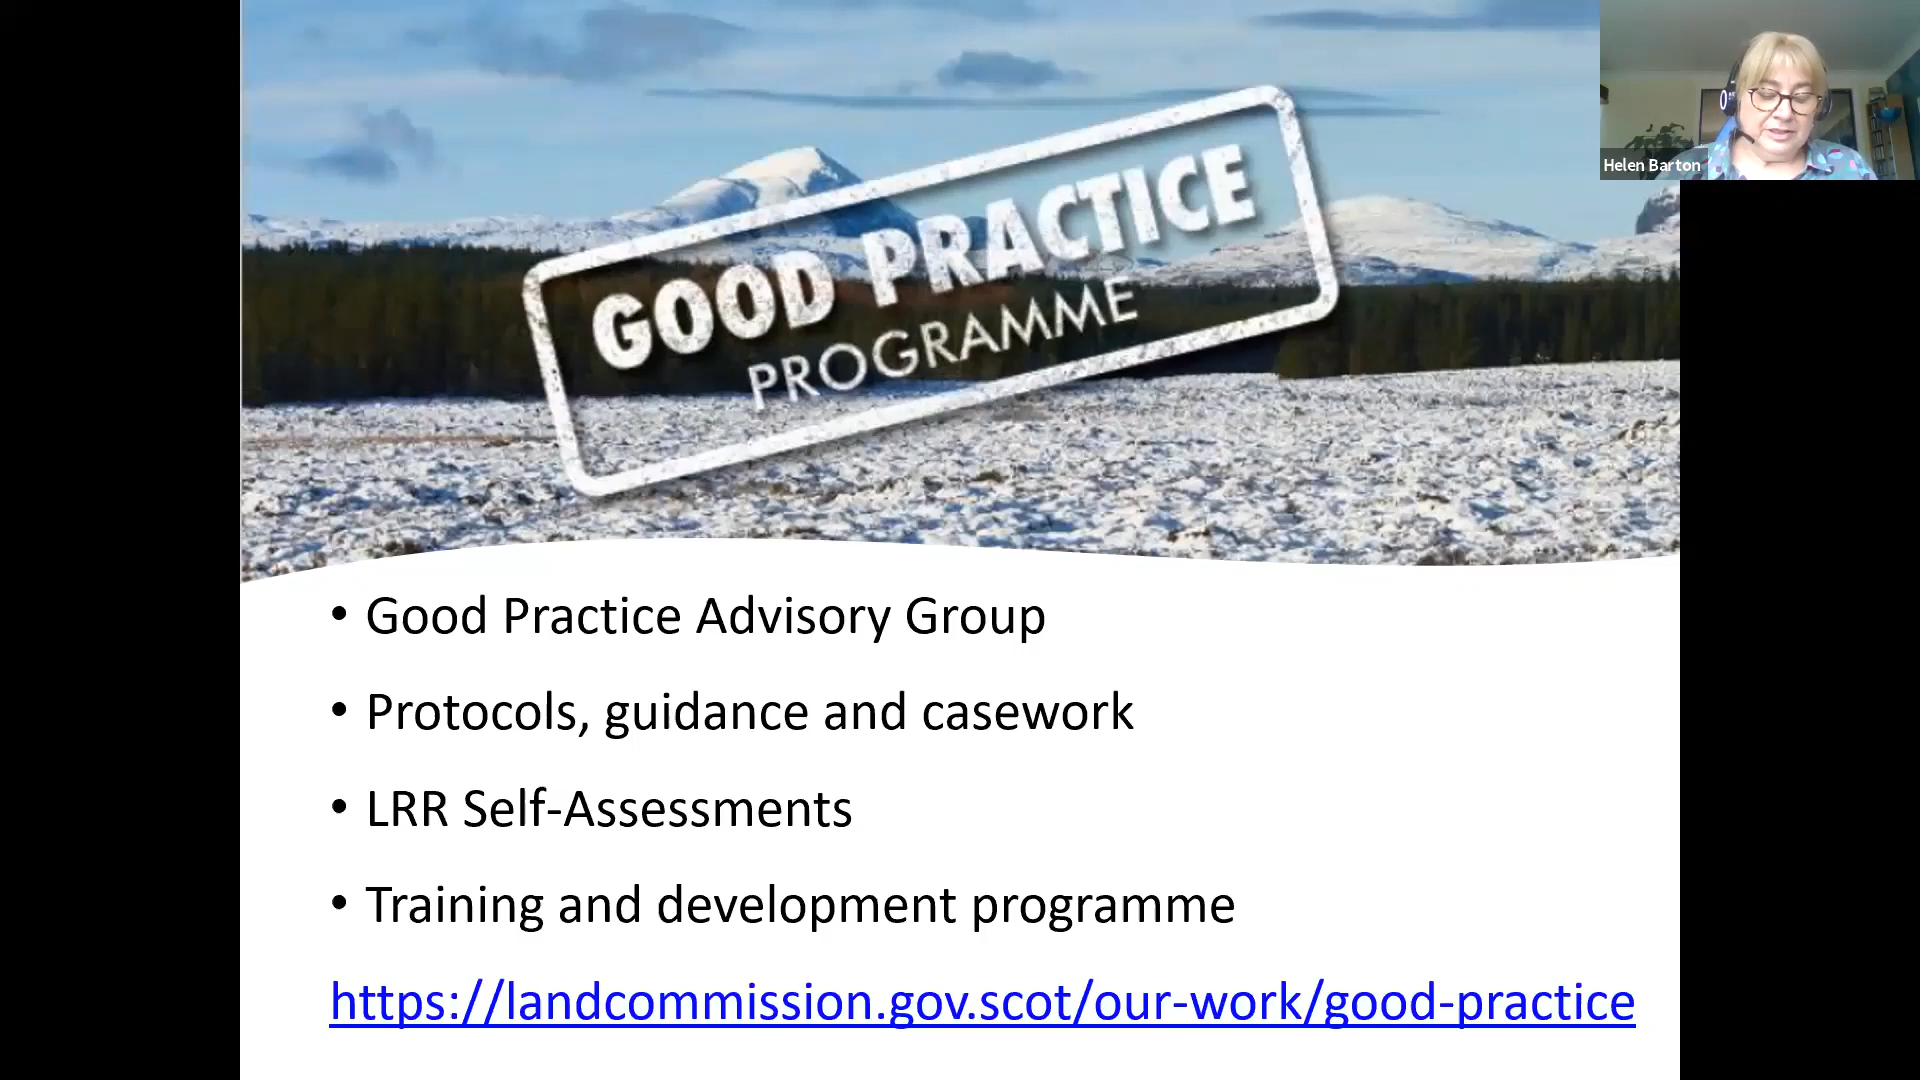 GOOD PRACTICE
PROGRAMME
Helen Barton
• Good Practice Advisory Group
• Protocols, guidance and casework
• LRR Self-Assessments
• Training and development programme
https://landcommission.gov.scot/our-work/good-practice